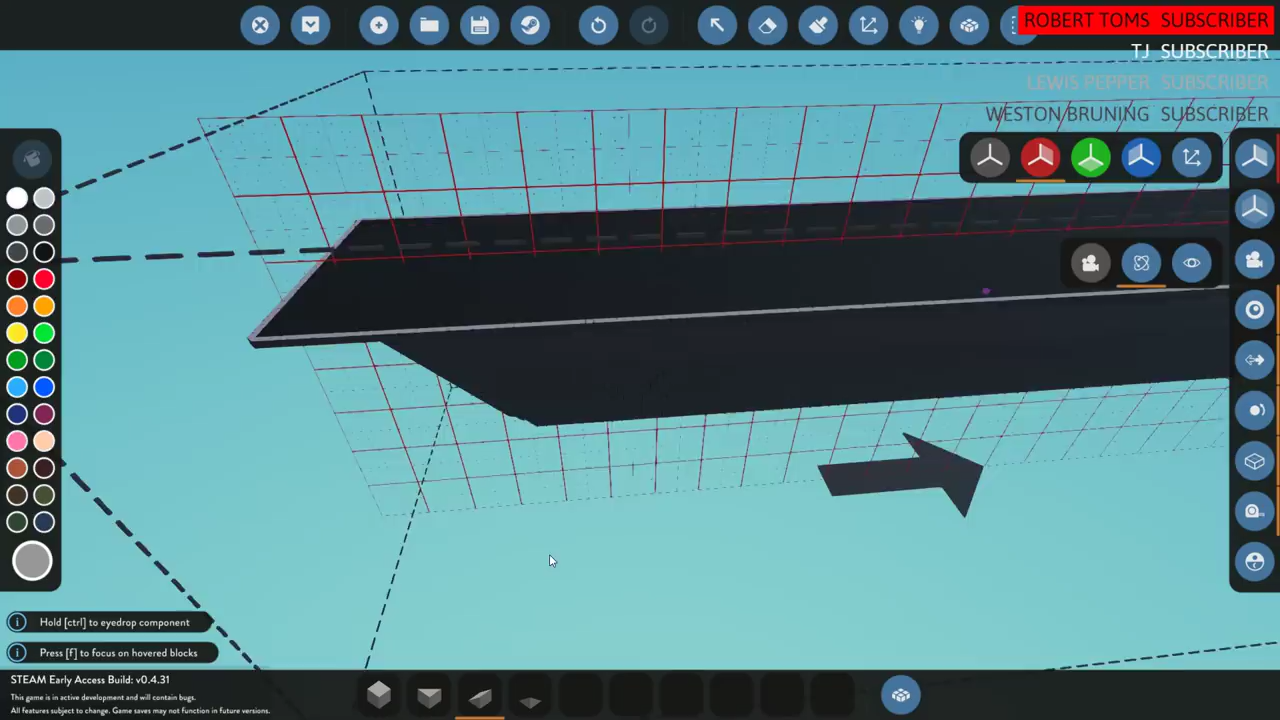 ROBERT TOMS SUBSCRIBER
TJ SUBSCRIBER
LEWIS PEPPER SUBSCRIBER
WESTON BRUNING SUBSCRIBER
Hold [ctrl] to eyedrop component
Press [f] to focus on hovered blocks
STEAM Early Access Build: v0.4.31
This game is in active development and will contain bugs.
All features subject to change. Game saves may not function in future versions.